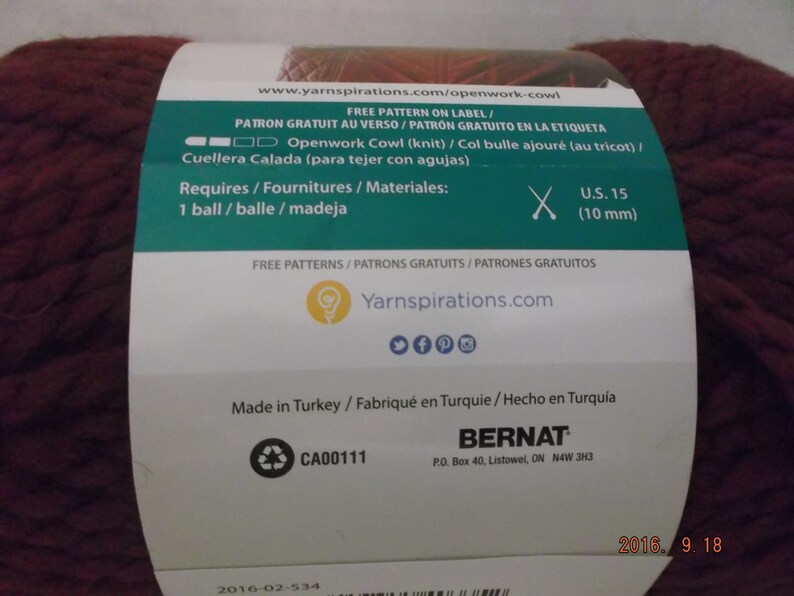 www.yarnspirations.com/openwork-cowl
FREE PATTERN ON LABEL /
PATRON GRATUIT AU VERSO / PATRÓN GRATUITO EN LA ETIQUETA
Openwork Cowl (knit) / Col bulle ajouré (au tricot) /
Cuellera Calada (para tejer con agujas)
Requires / Fournitures / Materiales:
1 ball / balle / madeja
U.S. 15
(10 mm)
FREE PATTERNS / PATRONS GRATUITS / PATRONES GRATUITOS
Yarnspirations.com
Made in Turkey / Fabriqué en Turquie / Hecho en Turquía
CA00111
BERNAT
P.O. Box 40, Listowel, ON N4W 3H3
2016. 9.18
2016-02-534